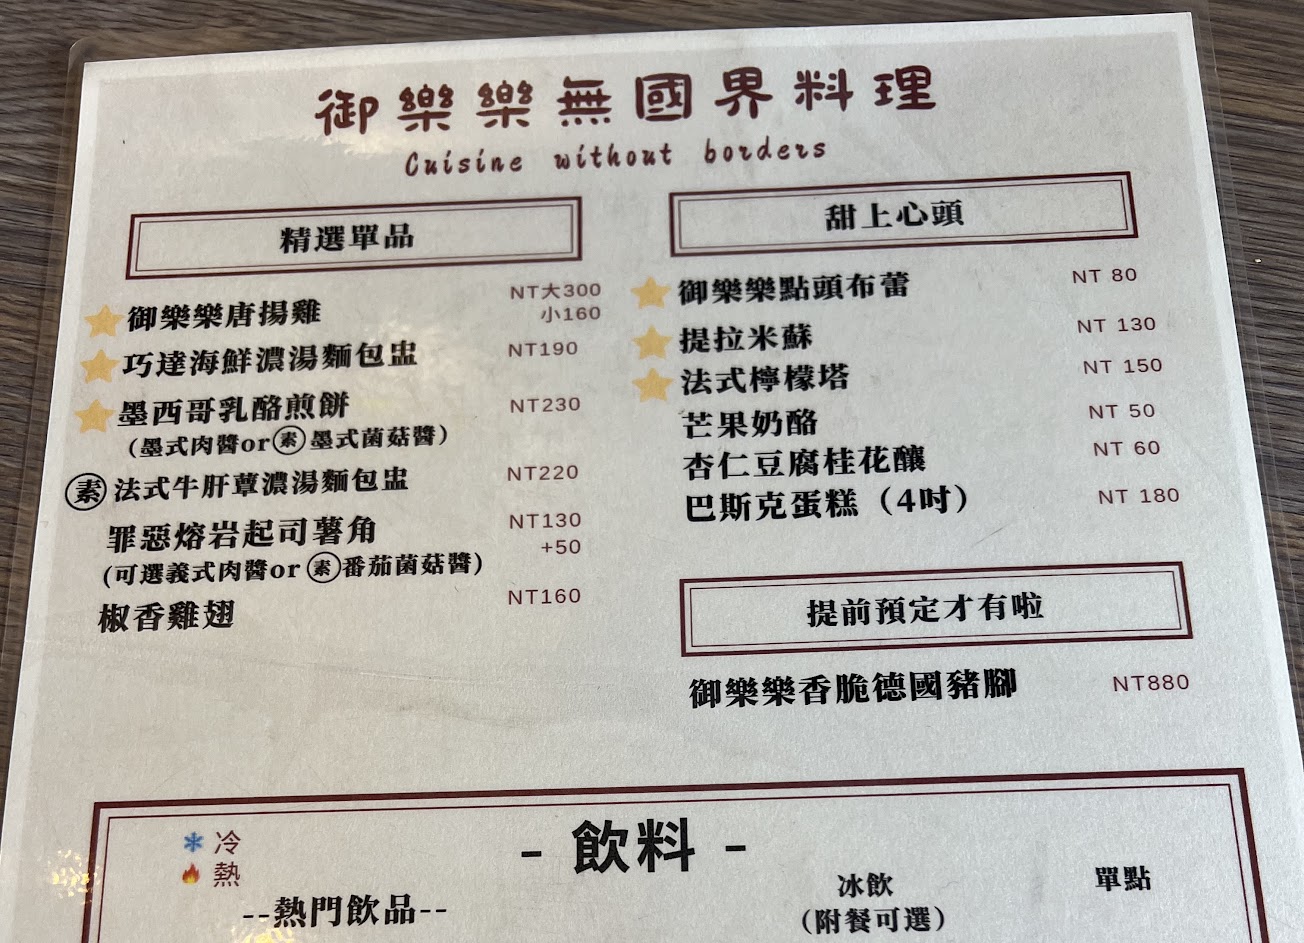 御樂樂無國界料理
Cuisine without borders
精選單品
御樂樂唐揚雞 NT大300
小160
巧達海鮮濃湯麵包盅 NT190
墨西哥乳酪煎餅 NT230
(墨式肉醬or素墨式菌菇醬)
素 法式牛肝蕈濃湯麵包盅 NT220
罪惡熔岩起司薯角 NT130
+50
(可選義式肉醬or素番茄菌菇醬)
椒香雞翅 NT160
甜上心頭
御樂樂點頭布蕾 NT 80
提拉米蘇 NT 130
法式檸檬塔 NT 150
芒果奶酪 NT 50
杏仁豆腐桂花釀 NT 60
巴斯克蛋糕（4吋） NT 180
提前預定才有啦
御樂樂香脆德國豬腳 NT880
- 飲料 -
冷
熱
--熱門飲品--
冰飲
(附餐可選)
單點